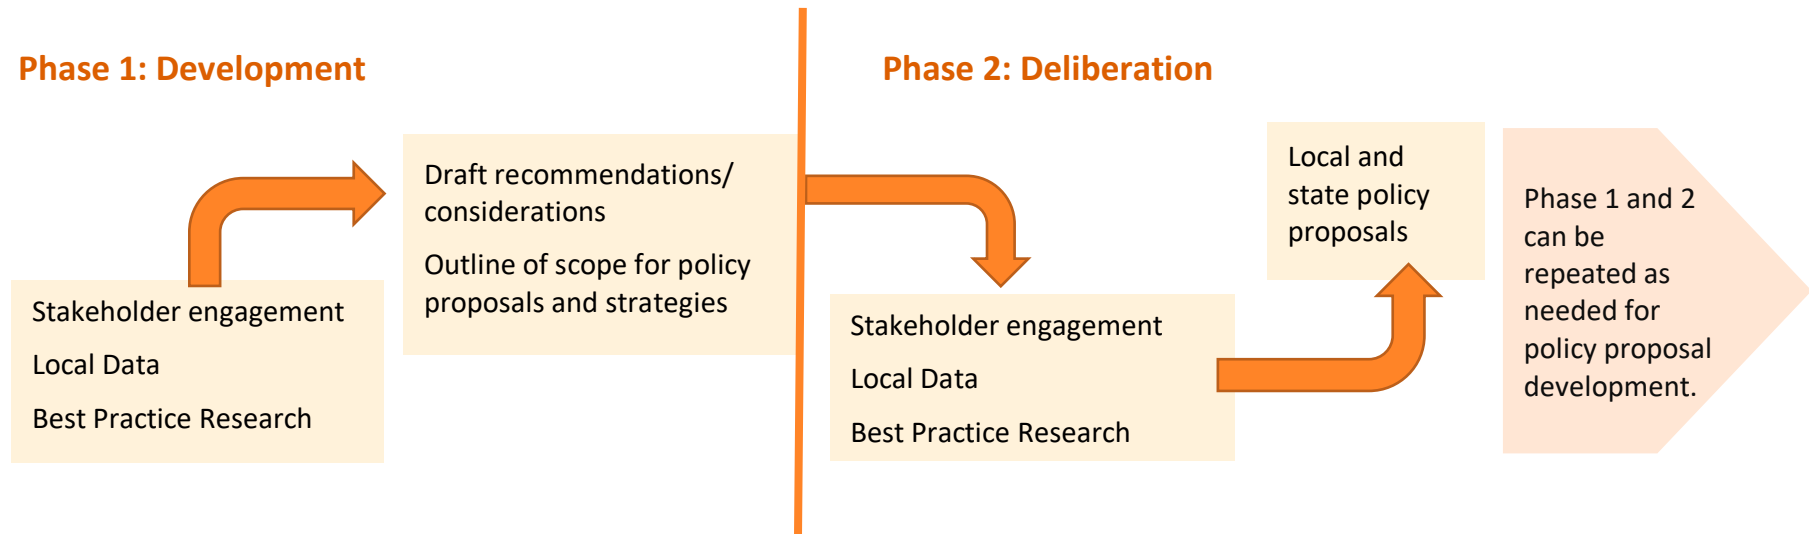 Phase 1: Development
Stakeholder engagement
Local Data
Best Practice Research
Draft recommendations/
considerations
Outline of scope for policy
proposals and strategies
Phase 2: Deliberation
Stakeholder engagement
Local Data
Best Practice Research
Local and
state policy
proposals
Phase 1 and 2
can be
repeated as
needed for
policy proposal
development.